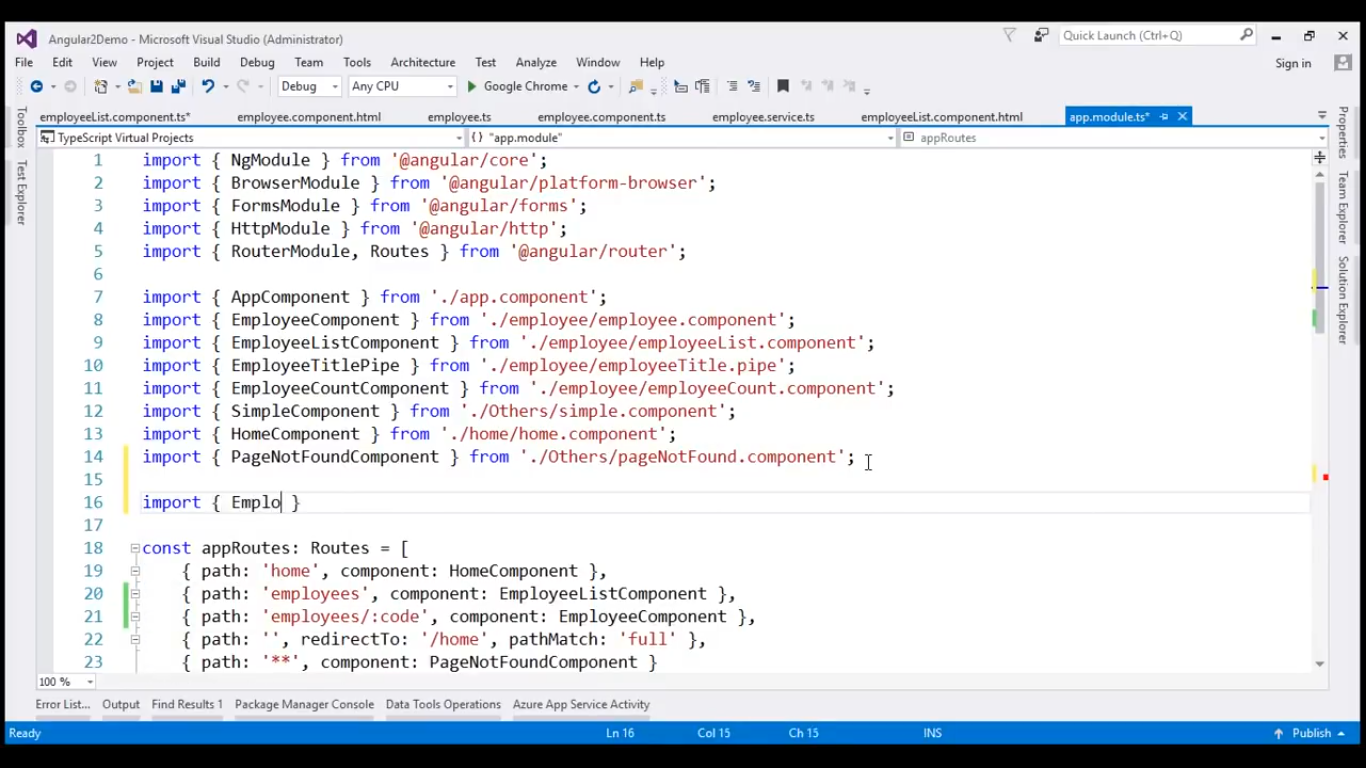 Angular2Demo - Microsoft Visual Studio (Administrator)
Quick Launch (Ctrl+Q)
File Edit View Project Build Debug Team Tools Architecture Test Analyze Window Help
Sign in
Debug Any CPU Google Chrome
employeeList.component.ts* employee.component.html employee.ts employee.component.ts employee.service.ts employeeList.component.html app.module.ts*
TypeScript Virtual Projects {} "app.module" appRoutes
Toolbox
Test Explorer
Properties
Team Explorer
Solution Explorer
1 import { NgModule } from '@angular/core';
2 import { BrowserModule } from '@angular/platform-browser';
3 import { FormsModule } from '@angular/forms';
4 import { HttpModule } from '@angular/http';
5 import { RouterModule, Routes } from '@angular/router';
6
7 import { AppComponent } from './app.component';
8 import { EmployeeComponent } from './employee/employee.component';
9 import { EmployeeListComponent } from './employee/employeeList.component';
10 import { EmployeeTitlePipe } from './employee/employeeTitle.pipe';
11 import { EmployeeCountComponent } from './employee/employeeCount.component';
12 import { SimpleComponent } from './Others/simple.component';
13 import { HomeComponent } from './home/home.component';
14 import { PageNotFoundComponent } from './Others/pageNotFound.component';
15
16 import { Emplo }
17
18 const appRoutes: Routes = [
19 { path: 'home', component: HomeComponent },
20 { path: 'employees', component: EmployeeListComponent },
21 { path: 'employees/:code', component: EmployeeComponent },
22 { path: '', redirectTo: '/home', pathMatch: 'full' },
23 { path: '**', component: PageNotFoundComponent }
100 %
Error List... Output Find Results 1 Package Manager Console Data Tools Operations Azure App Service Activity
Ready Ln 16 Col 15 Ch 15 INS Publish